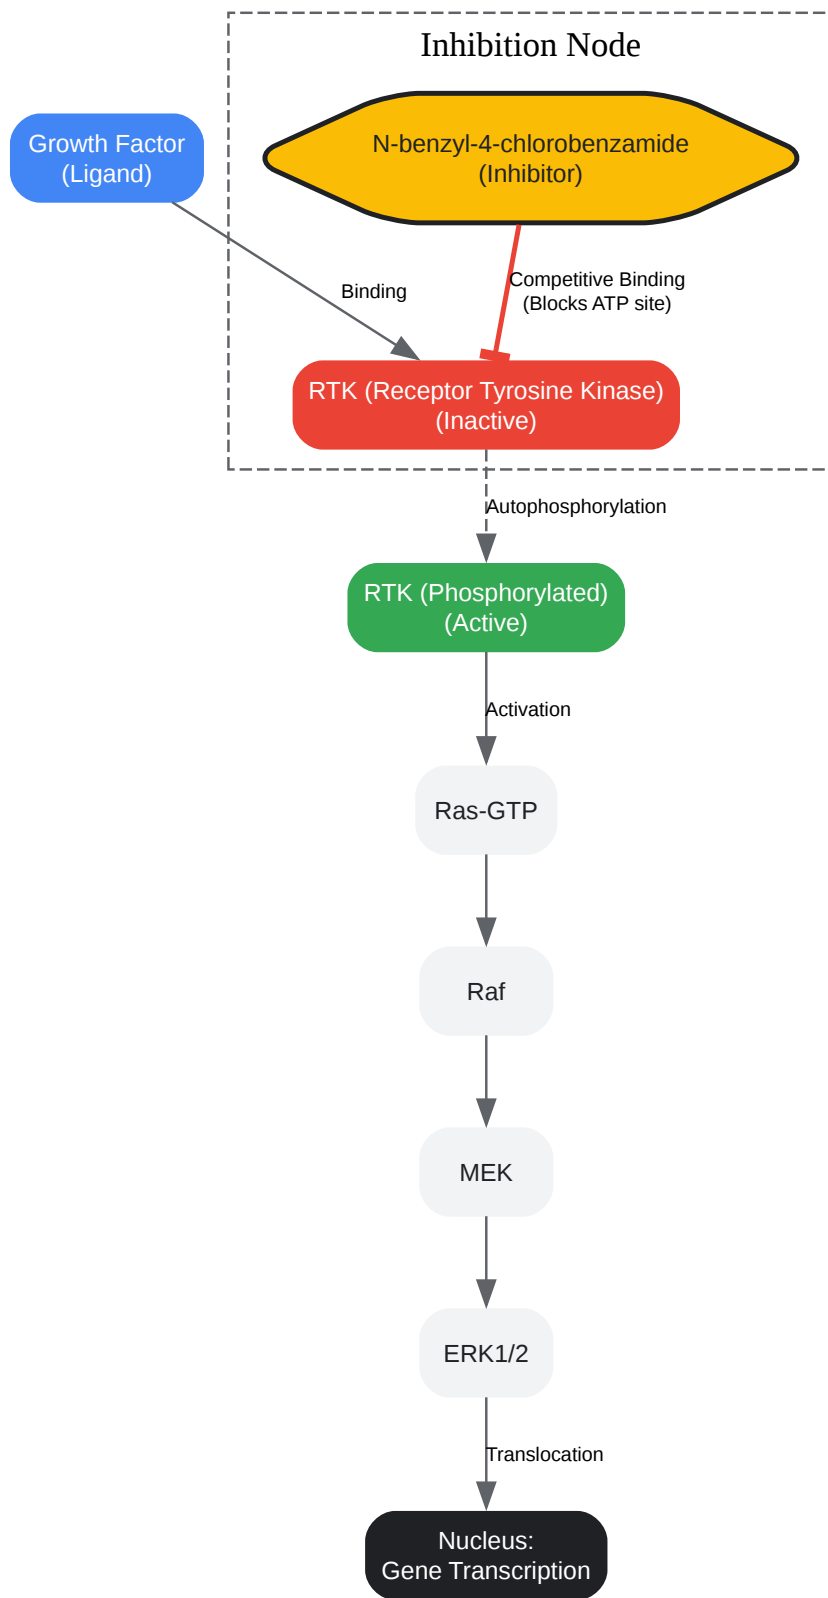 Inhibition Node
Growth Factor
(Ligand)
N-benzyl-4-chlorobenzamide
(Inhibitor)
Binding
Competitive Binding
(Blocks ATP site)
RTK (Receptor Tyrosine Kinase)
(Inactive)
Autophosphorylation
RTK (Phosphorylated)
(Active)
Activation
Ras-GTP
Raf
MEK
ERK1/2
Translocation
Nucleus:
Gene Transcription